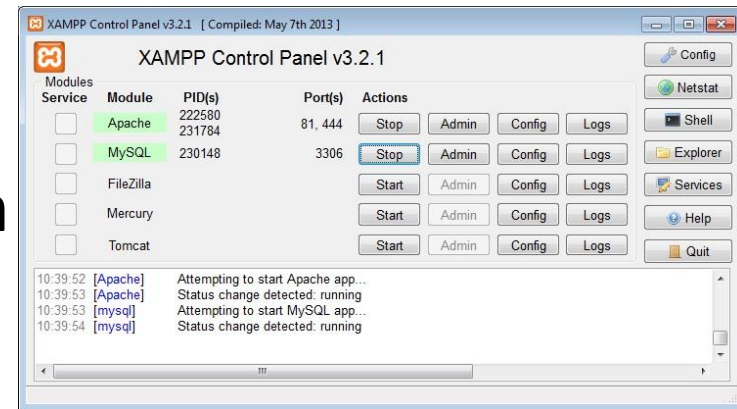 XAMPP Control Panel v3.2.1 [ Compiled: May 7th 2013 ]
XAMPP Control Panel v3.2.1
Config
Modules
Service Module PID(s) Port(s) Actions
Netstat
Apache 222580 231784 81, 444 Stop Admin Config Logs
Shell
MySQL 230148 3306 Stop Admin Config Logs
Explorer
FileZilla Start Admin Config Logs
Services
Mercury Start Admin Config Logs
Help
Tomcat Start Admin Config Logs
Quit
10:39:52 [Apache] Attempting to start Apache app...
10:39:53 [Apache] Status change detected: running
10:39:53 [mysql] Attempting to start MySQL app...
10:39:54 [mysql] Status change detected: running